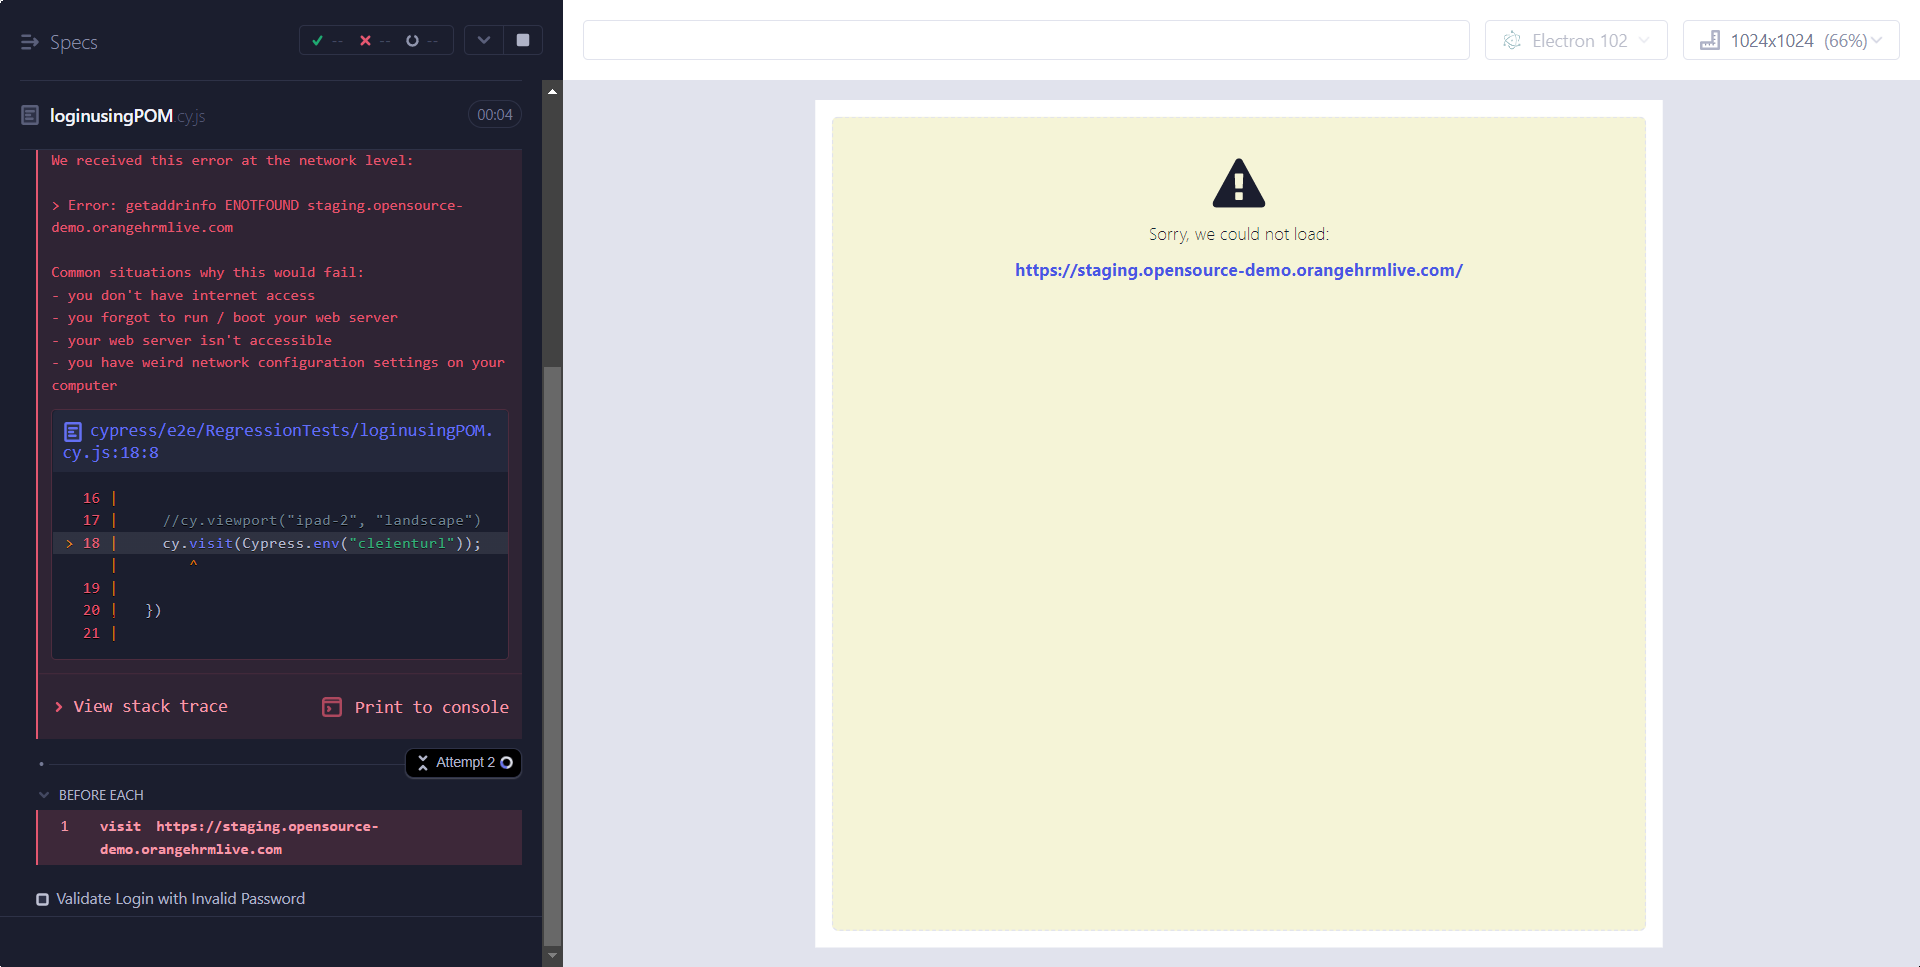 Specs
-- -- --
Electron 102
1024x1024 (66%)
loginusingPOM.cy.js
00:04
We received this error at the network level:
> Error: getaddrinfo ENOTFOUND staging.opensource-
demo.orangehrmlive.com
Common situations why this would fail:
- you don't have internet access
- you forgot to run / boot your web server
- your web server isn't accessible
- you have weird network configuration settings on your
computer
cypress/e2e/RegressionTests/loginusingPOM.
cy.js:18:8
16 |
17 | //cy.viewport("ipad-2", "landscape")
> 18 | cy.visit(Cypress.env("cleienturl"));
| ^
19 |
20 | })
21 |
> View stack trace
Print to console
Attempt 2
BEFORE EACH
1 visit https://staging.opensource-
demo.orangehrmlive.com
Validate Login with Invalid Password
Sorry, we could not load:
https://staging.opensource-demo.orangehrmlive.com/